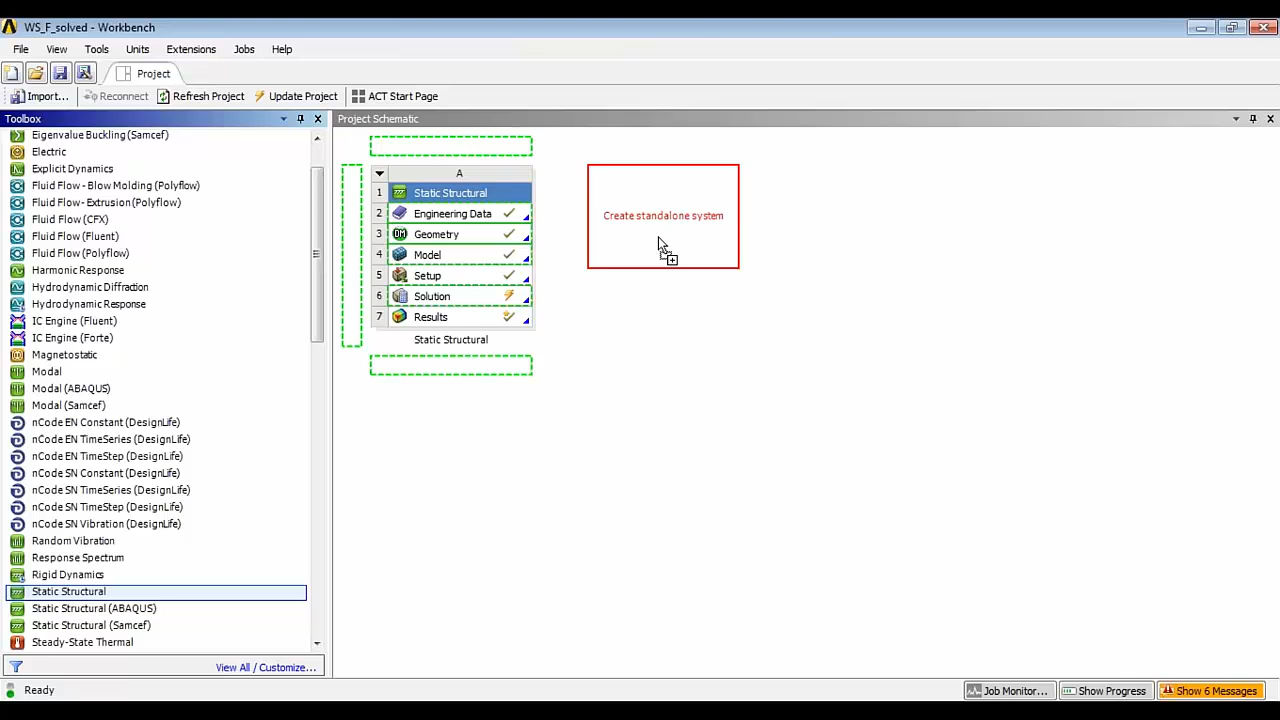 WS_F_solved - Workbench
File View Tools Units Extensions Jobs Help
Project
Import... Reconnect Refresh Project Update Project ACT Start Page
Toolbox
Eigenvalue Buckling (Samcef)
Electric
Explicit Dynamics
Fluid Flow - Blow Molding (Polyflow)
Fluid Flow - Extrusion (Polyflow)
Fluid Flow (CFX)
Fluid Flow (Fluent)
Fluid Flow (Polyflow)
Harmonic Response
Hydrodynamic Diffraction
Hydrodynamic Response
IC Engine (Fluent)
IC Engine (Forte)
Magnetostatic
Modal
Modal (ABAQUS)
Modal (Samcef)
nCode EN Constant (DesignLife)
nCode EN TimeSeries (DesignLife)
nCode EN TimeStep (DesignLife)
nCode SN Constant (DesignLife)
nCode SN TimeSeries (DesignLife)
nCode SN TimeStep (DesignLife)
nCode SN Vibration (DesignLife)
Random Vibration
Response Spectrum
Rigid Dynamics
Static Structural
Static Structural (ABAQUS)
Static Structural (Samcef)
Steady-State Thermal
View All / Customize...
Project Schematic
A
1 Static Structural
2 Engineering Data
3 DM Geometry
4 Model
5 Setup
6 Solution
7 Results
Static Structural
Create standalone system
Ready
Job Monitor... Show Progress Show 6 Messages